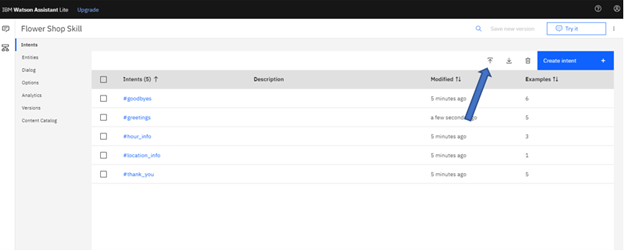 IBM Watson Assistant Lite Upgrade
Flower Shop Skill
Save new version
Try it
Intents
Entities
Dialog
Options
Analytics
Versions
Content Catalog
Create intent +
Intents (5) Description Modified Examples
#goodbyes 5 minutes ago 6
#greetings a few seconds ago 5
#hour_info 5 minutes ago 3
#location_info 5 minutes ago 1
#thank_you 5 minutes ago 5